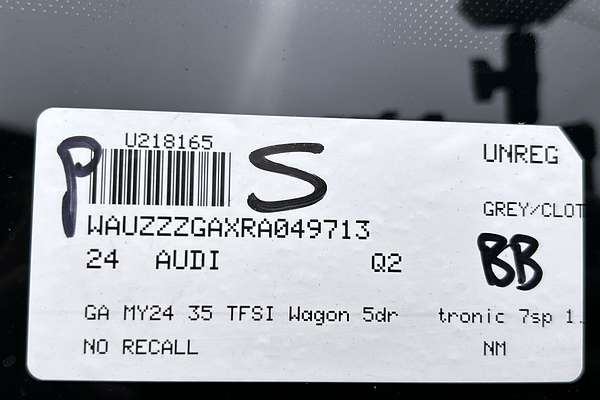 U218165
P
S
UNREG
WAUZZZGAXRA049713
GREY/CLOT
24 AUDI Q2
BB
GA MY24 35 TFSI Wagon 5dr tronic 7sp 1.
NO RECALL NM